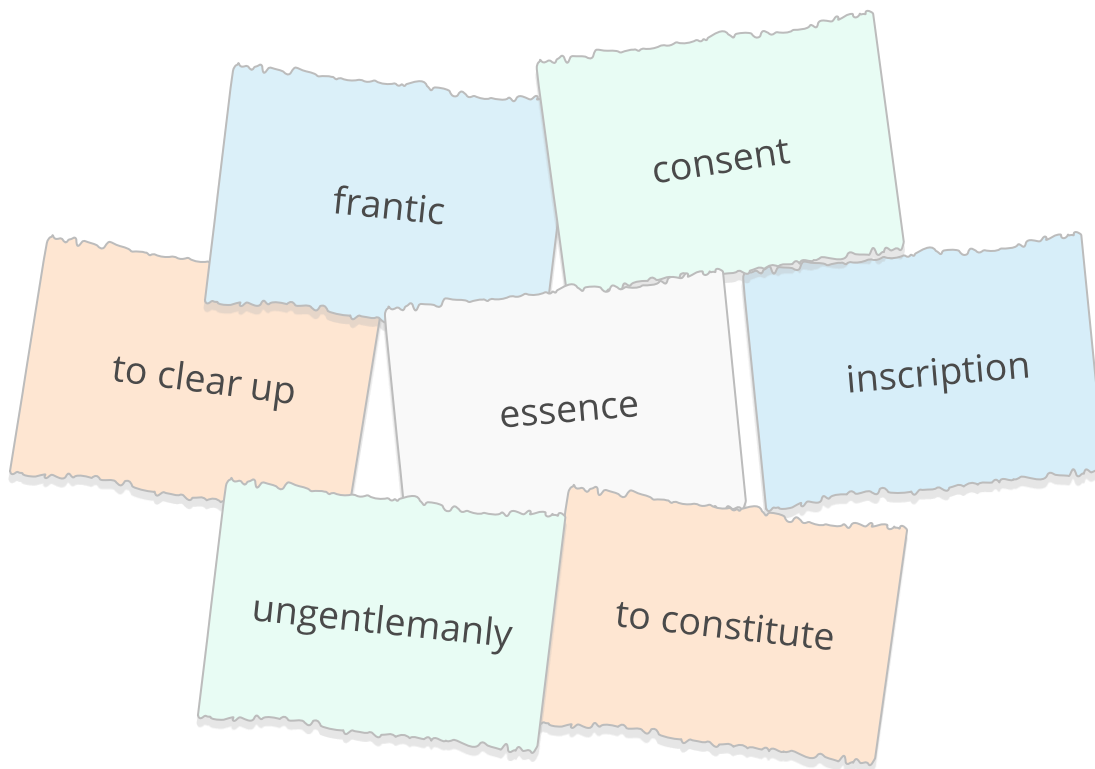 frantic
consent
to clear up
essence
inscription
ungentlemanly
to constitute